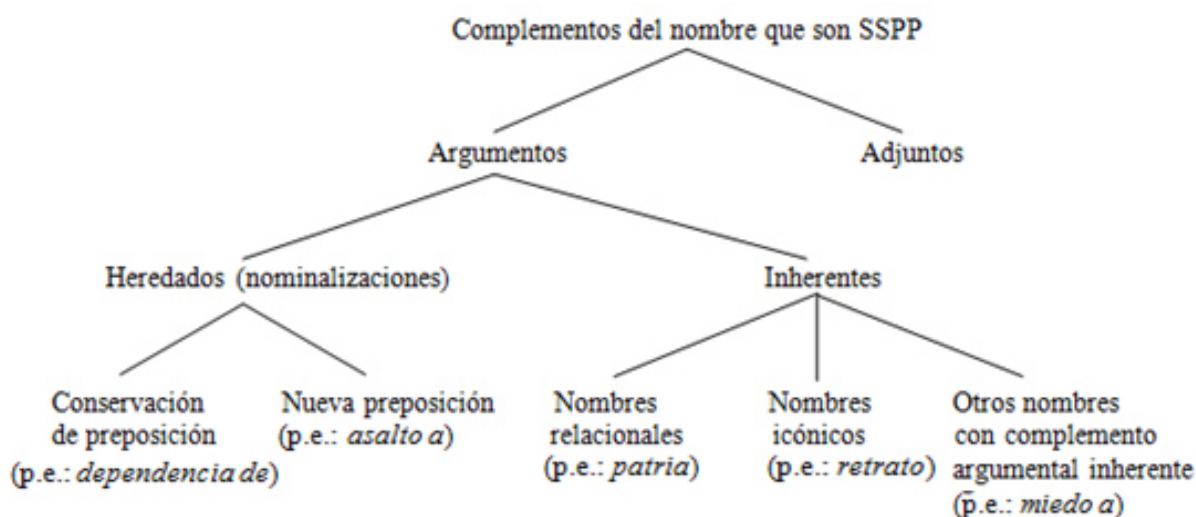 Complementos del nombre que son SSPP
Argumentos
Adjuntos
Heredados (nominalizaciones)
Inherentes
Conservación
de preposición
(p.e.: dependencia de)
Nueva preposición
(p.e.: asalto a)
Nombres
relacionales
(p.e.: patria)
Nombres
icónicos
(p.e.: retrato)
Otros nombres
con complemento
argumental inherente
(p.e.: miedo a)